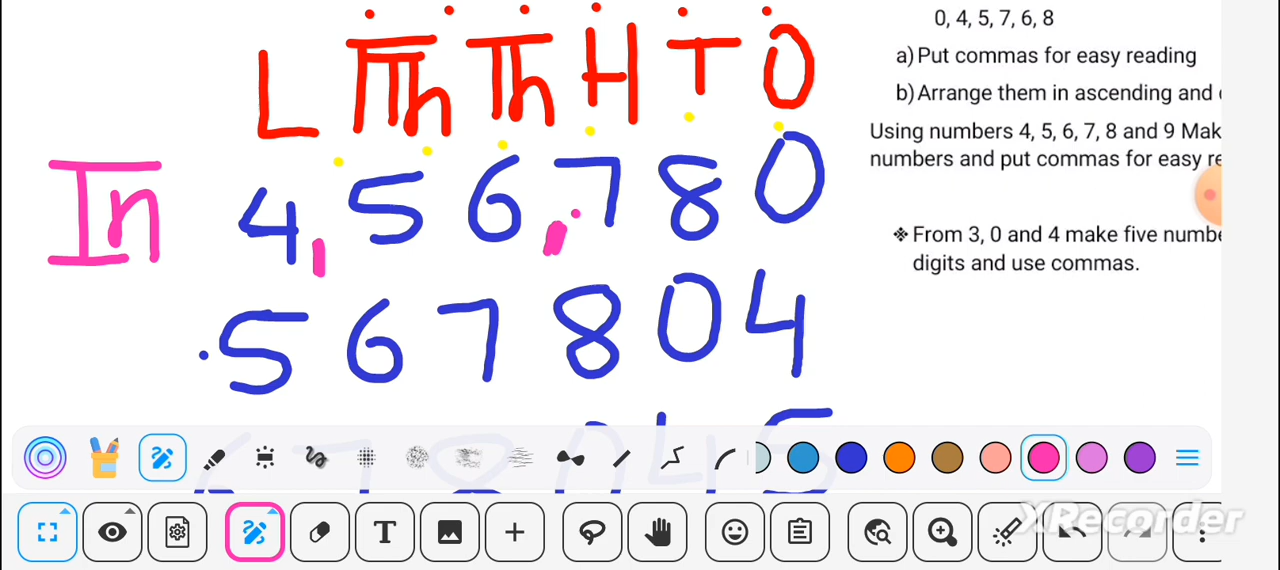 L TTh Th H T O
In
4,56,780
567804
045
0, 4, 5, 7, 6, 8
a) Put commas for easy reading
b) Arrange them in ascending and
Using numbers 4, 5, 6, 7, 8 and 9 Mak
numbers and put commas for easy re
❖ From 3, 0 and 4 make five numbe
digits and use commas.
T
XRecorder